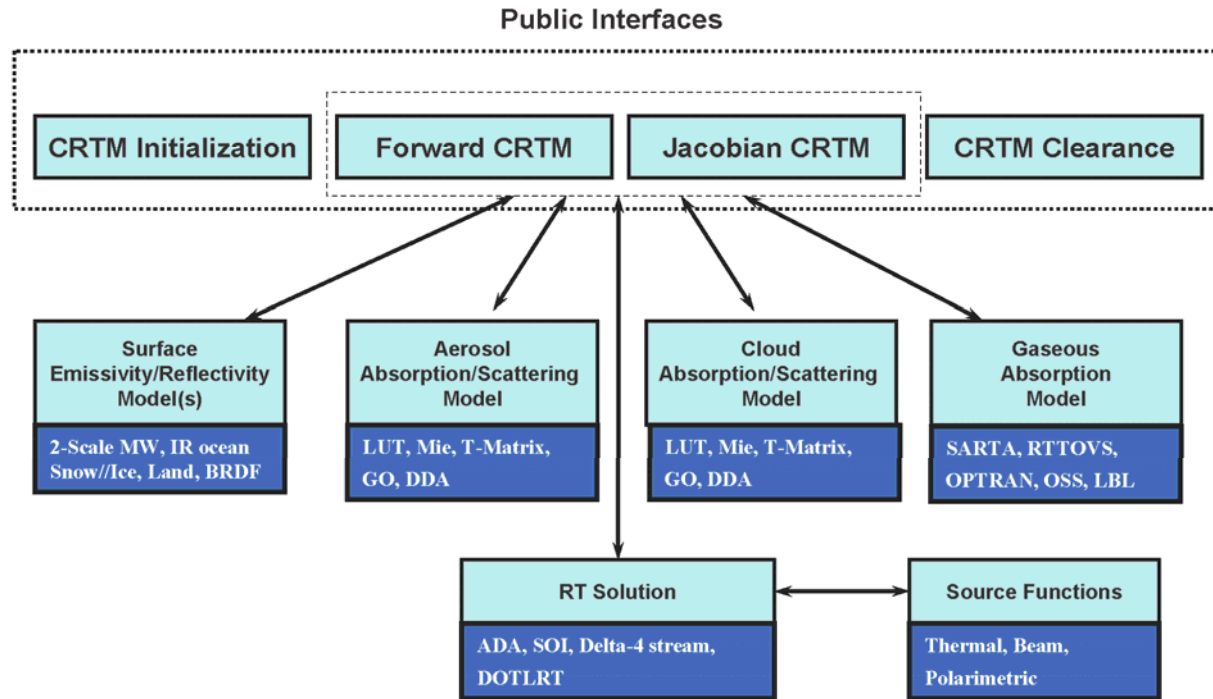 Public Interfaces
CRTM Initialization
Forward CRTM
Jacobian CRTM
CRTM Clearance
Surface
Emissivity/Reflectivity
Model(s)
2-Scale MW, IR ocean
Snow//Ice, Land, BRDF
Aerosol
Absorption/Scattering
Model
LUT, Mie, T-Matrix,
GO, DDA
Cloud
Absorption/Scattering
Model
LUT, Mie, T-Matrix,
GO, DDA
Gaseous
Absorption
Model
SARTA, RTTOVS,
OPTRAN, OSS, LBL
RT Solution
ADA, SOI, Delta-4 stream,
DOTLRT
Source Functions
Thermal, Beam,
Polarimetric